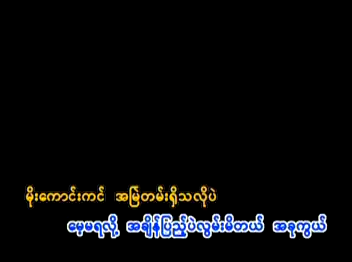 မိုးကောင်းကင် အမြဲတမ်းရှိသလိုပဲ
မေ့မရလို့ အချိန်ပြည့်ပဲလွမ်းမိတယ် အခုကွယ်